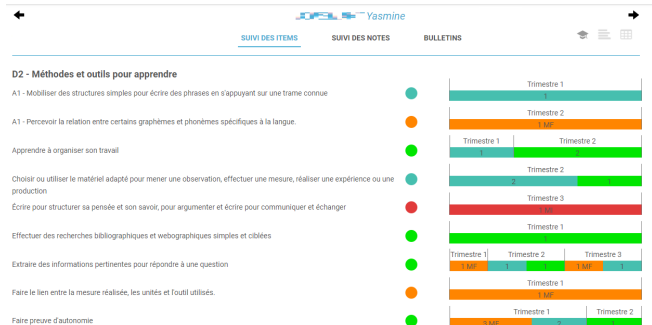 Yasmine
SUIVI DES ITEMS SUIVI DES NOTES BULLETINS
D2 - Méthodes et outils pour apprendre
Trimestre 1
A1 - Mobiliser des structures simples pour écrire des phrases en s'appuyant sur une trame connue
1
Trimestre 2
A1 - Percevoir la relation entre certains graphèmes et phonèmes spécifiques à la langue.
1 MF
Trimestre 1 Trimestre 2
Apprendre à organiser son travail
1 2
Trimestre 2
Choisir ou utiliser le matériel adapté pour mener une observation, effectuer une mesure, réaliser une expérience ou une
production
2 1
Trimestre 3
Écrire pour structurer sa pensée et son savoir, pour argumenter et écrire pour communiquer et échanger
1 MF
Trimestre 1
Effectuer des recherches bibliographiques et webographiques simples et ciblées
1
Trimestre 1 Trimestre 2 Trimestre 3
Extraire des informations pertinentes pour répondre à une question
1 MF 1 1 1 MF 1
Trimestre 1
Faire le lien entre la mesure réalisée, les unités et l'outil utilisés.
1 MF
Trimestre 1 Trimestre 2
Faire preuve d'autonomie
3 MF 2